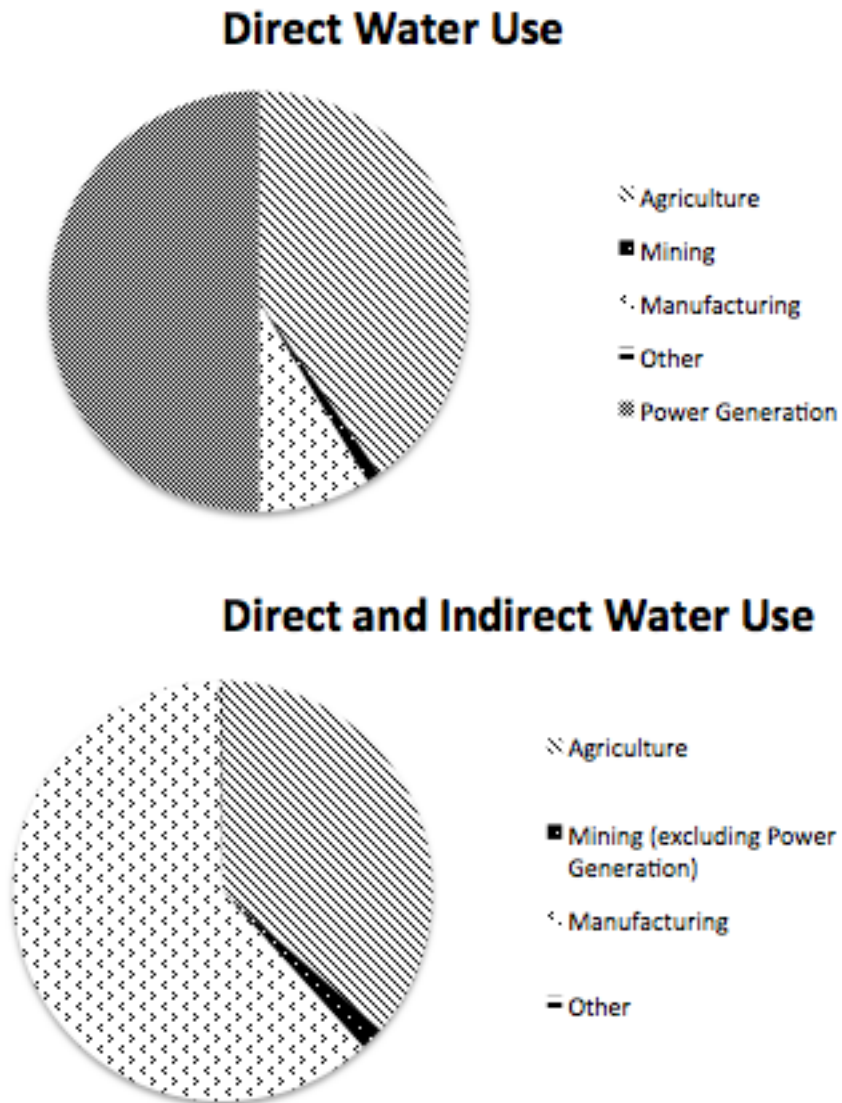 Direct Water Use
Agriculture
Mining
Manufacturing
Other
Power Generation
Direct and Indirect Water Use
Agriculture
Mining (excluding Power
Generation)
Manufacturing
Other